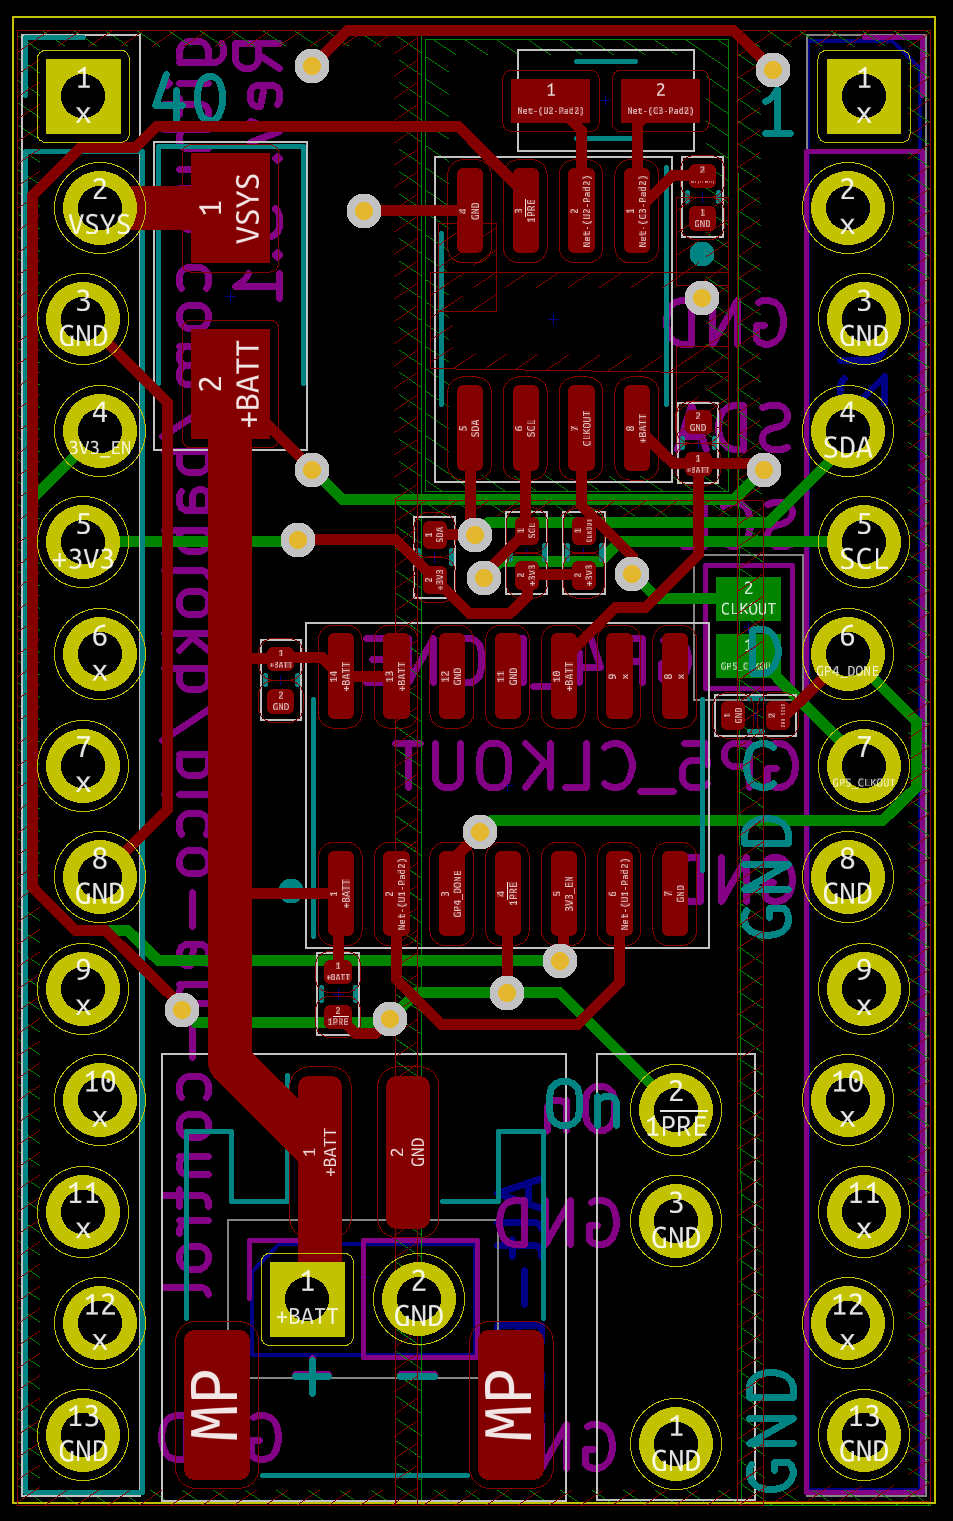 1
x
2
VSYS
3
GND
4
3V3_EN
5
+3V3
6
x
7
x
8
GND
9
x
10
x
11
x
12
x
13
GND
40
1
VSYS
2
+BATT
Rev
1
Net-(U2-Pad2)
2
Net-(C3-Pad2)
1
4
GND
3
1PRE
2
Net-(U2-Pad2)
1
Net-(C3-Pad2)
2
1
GND
GND
5
SDA
6
SCL
7
CLKOUT
8
+BATT
2
GND
1
+BATT
SDA
1
SDA
2
+3V3
1
SCL
2
+3V3
1
CLKOUT
2
+3V3
2
CLKOUT
1
GP5_CLKOUT
1
+BATT
2
GND
14
+BATT
13
+BATT
12
GND
11
GND
10
+BATT
9
x
8
x
1
GND
2
GP5_CLKOUT
1
+BATT
2
Net-(U1-Pad2)
3
GP4_DONE
4
1PRE
5
3V3_EN
6
Net-(U1-Pad2)
7
GND
GND
1
+BATT
2
1PRE
1
+BATT
2
GND
On
2
1PRE
GND
3
GND
1
+BATT
2
GND
+
−
MP
MP
1
GND
GND
1
x
2
x
3
GND
4
SDA
5
SCL
6
GP4_DONE
7
GP5_CLKOUT
8
GND
9
x
10
x
11
x
12
x
13
GND